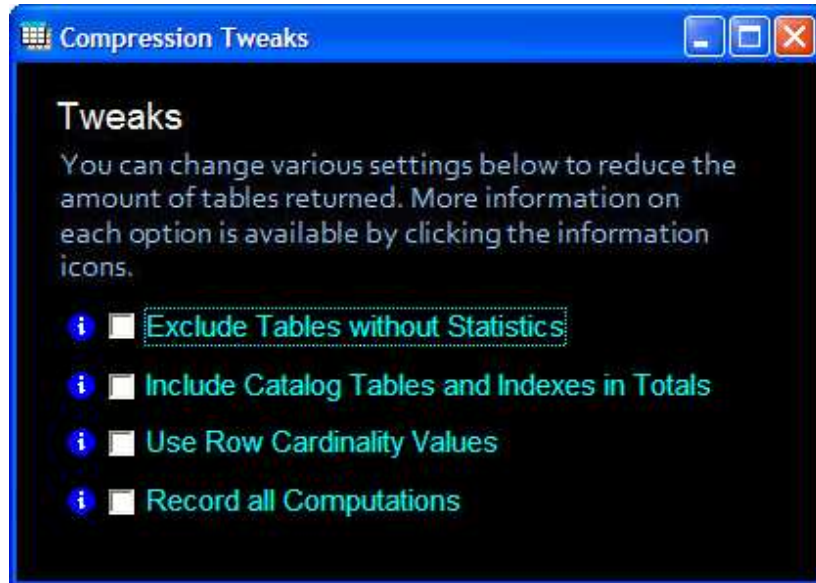 Compression Tweaks
Tweaks
You can change various settings below to reduce the
amount of tables returned. More information on
each option is available by clicking the information
icons.
Exclude Tables without Statistics
Include Catalog Tables and Indexes in Totals
Use Row Cardinality Values
Record all Computations